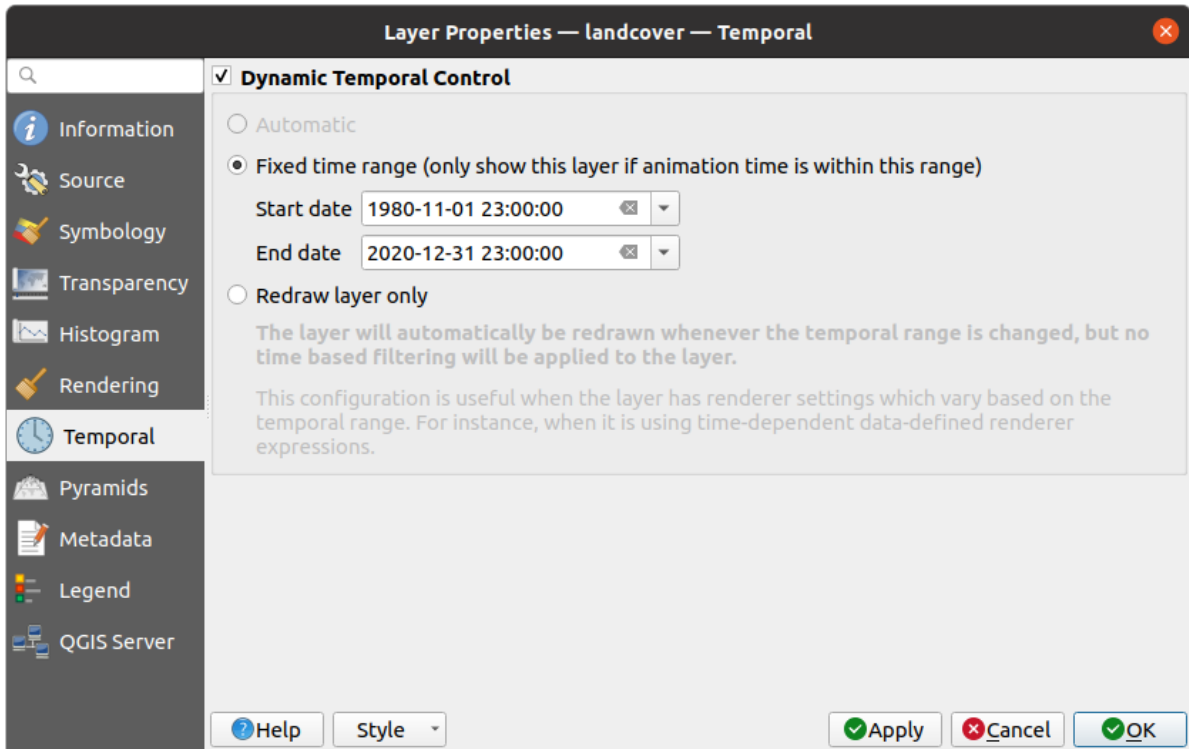 Layer Properties — landcover — Temporal
Information
Source
Symbology
Transparency
Histogram
Rendering
Temporal
Pyramids
Metadata
Legend
QGIS Server
Dynamic Temporal Control
Automatic
Fixed time range (only show this layer if animation time is within this range)
Start date 1980-11-01 23:00:00
End date 2020-12-31 23:00:00
Redraw layer only
The layer will automatically be redrawn whenever the temporal range is changed, but no
time based filtering will be applied to the layer.
This configuration is useful when the layer has renderer settings which vary based on the
temporal range. For instance, when it is using time-dependent data-defined renderer
expressions.
Help Style Apply Cancel OK